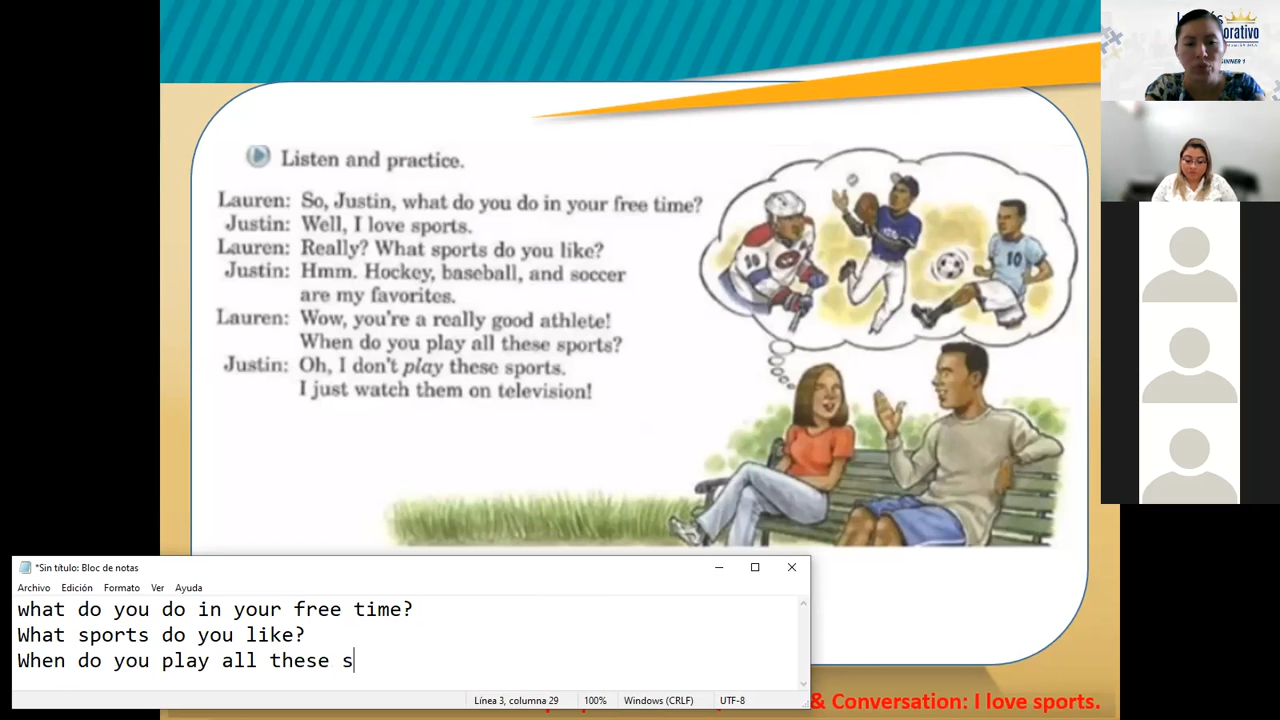 Listen and practice.
Lauren: So, Justin, what do you do in your free time?
Justin: Well, I love sports.
Lauren: Really? What sports do you like?
Justin: Hmm. Hockey, baseball, and soccer
are my favorites.
Lauren: Wow, you're a really good athlete!
When do you play all these sports?
Justin: Oh, I don't play these sports.
I just watch them on television!
10
*Sin título: Bloc de notas
Archivo Edición Formato Ver Ayuda
what do you do in your free time?
What sports do you like?
When do you play all these s
Línea 3, columna 29 100% Windows (CRLF) UTF-8
& Conversation: I love sports.